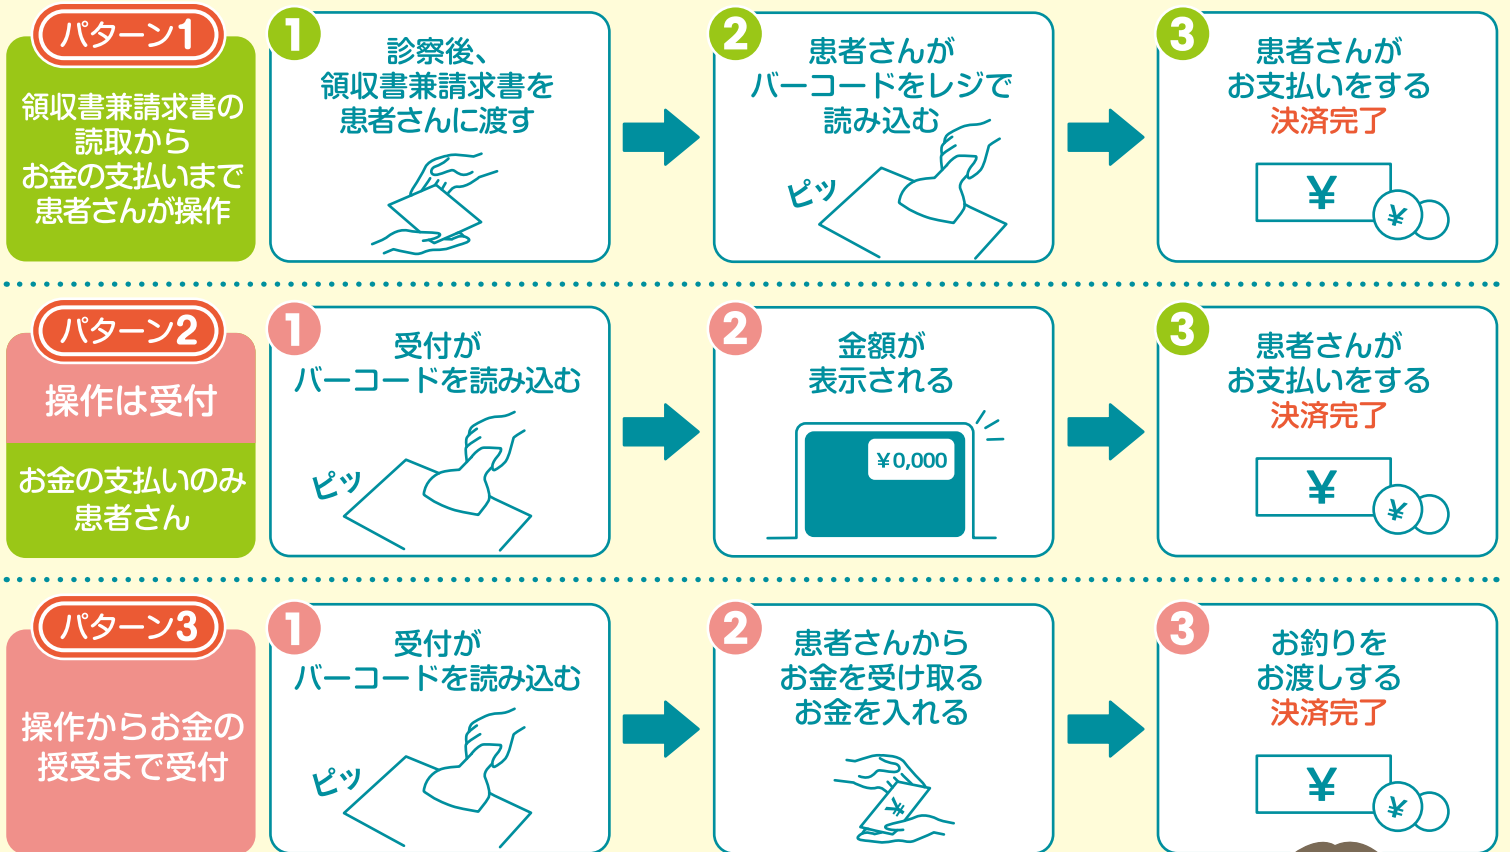 パターン1
領収書兼請求書の
読取から
お金の支払いまで
患者さんが操作
1
診察後、
領収書兼請求書を
患者さんに渡す
2
患者さんが
バーコードをレジで
読み込む
ピッ
3
患者さんが
お支払いをする
決済完了
¥
¥
パターン2
操作は受付
お金の支払いのみ
患者さん
1
受付が
バーコードを読み込む
ピッ
2
金額が
表示される
¥0,000
3
患者さんが
お支払いをする
決済完了
¥
¥
パターン3
操作からお金の
授受まで受付
1
受付が
バーコードを読み込む
ピッ
2
患者さんから
お金を受け取る
お金を入れる
¥
3
お釣りを
お渡しする
決済完了
¥
¥